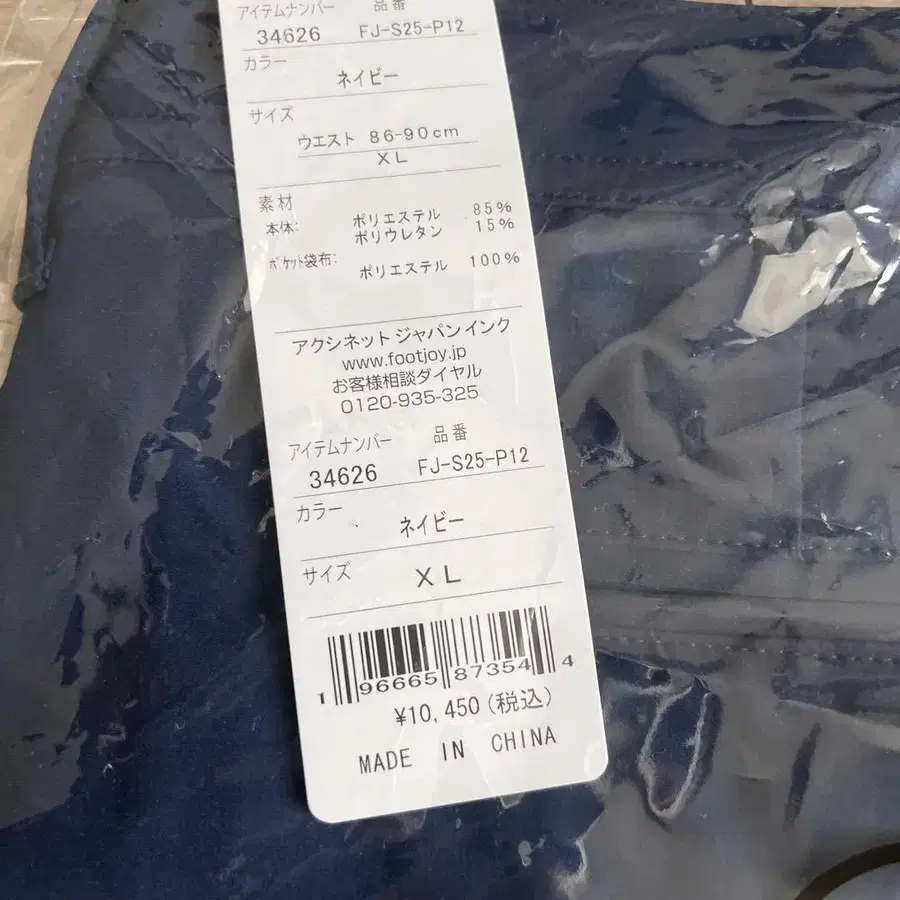 アイテムナンバー 品番
34626 FJ-S25-P12
カラー
ネイビー
サイズ
ウエスト 86-90cm
XL
素材
本体: ポリエステル 85%
ポリウレタン 15%
ポケット袋布: ポリエステル 100%
アクシネット ジャパン インク
www.footjoy.jp
お客様相談ダイヤル
0120-935-325
アイテムナンバー 品番
34626 FJ-S25-P12
カラー
ネイビー
サイズ XL
1 96665 87354 4
¥10,450(税込)
MADE IN CHINA